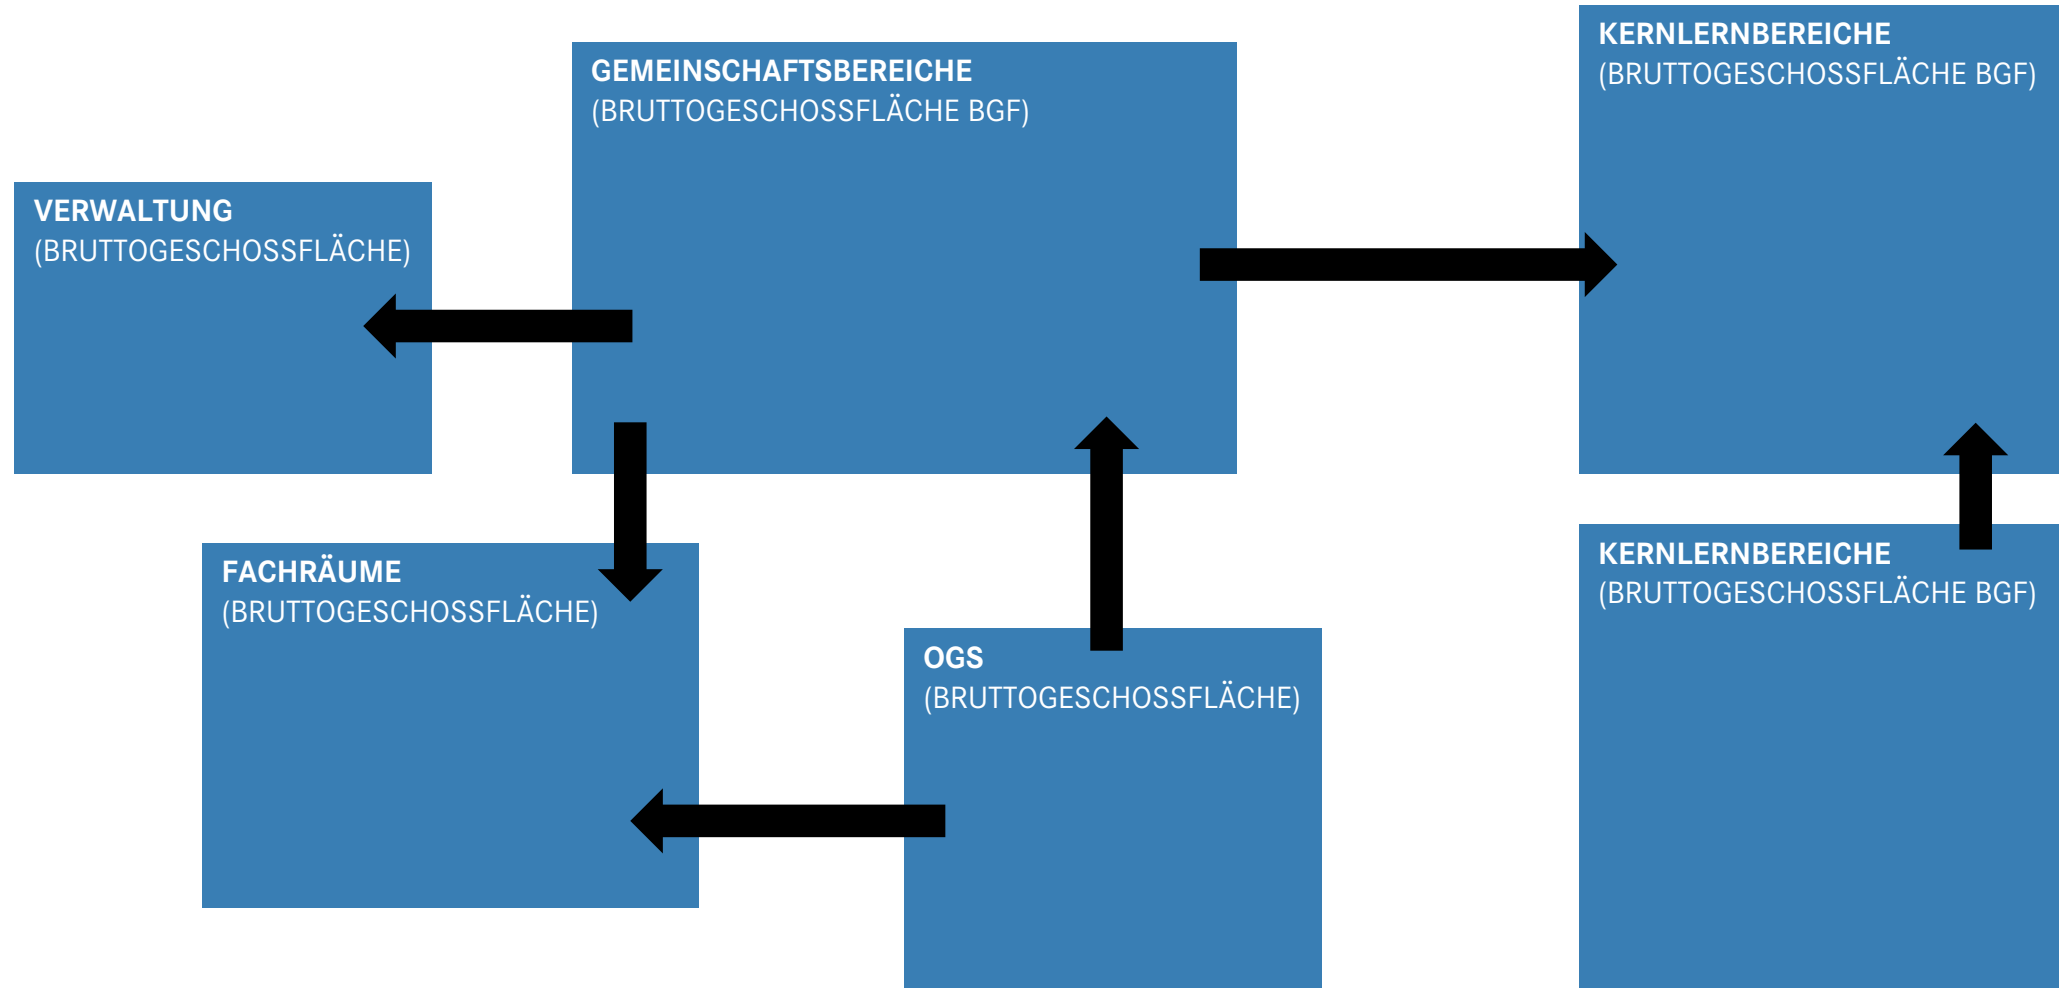 GEMEINSCHAFTSBEREICHE
(BRUTTOGESCHOSSFLÄCHE BGF)
KERNLERNBEREICHE
(BRUTTOGESCHOSSFLÄCHE BGF)
VERWALTUNG
(BRUTTOGESCHOSSFLÄCHE)
FACHRÄUME
(BRUTTOGESCHOSSFLÄCHE)
OGS
(BRUTTOGESCHOSSFLÄCHE)
KERNLERNBEREICHE
(BRUTTOGESCHOSSFLÄCHE BGF)